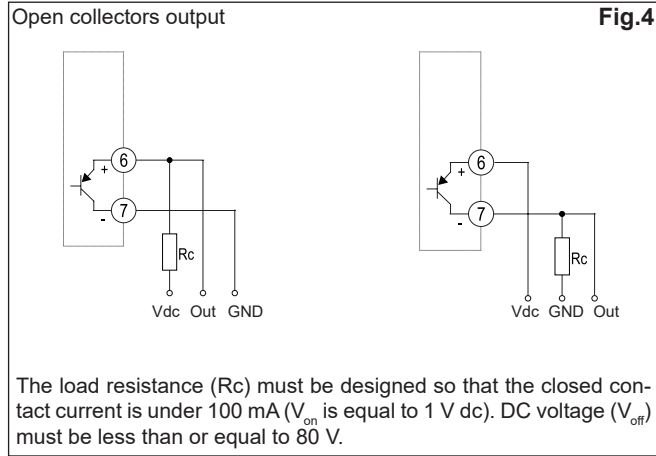 Open collectors output Fig.4
6 6
+ +
7 7
- -
Rc Rc
Vdc Out GND Vdc GND Out
The load resistance (Rc) must be designed so that the closed con-
tact current is under 100 mA (Von is equal to 1 V dc). DC voltage (Voff)
must be less than or equal to 80 V.